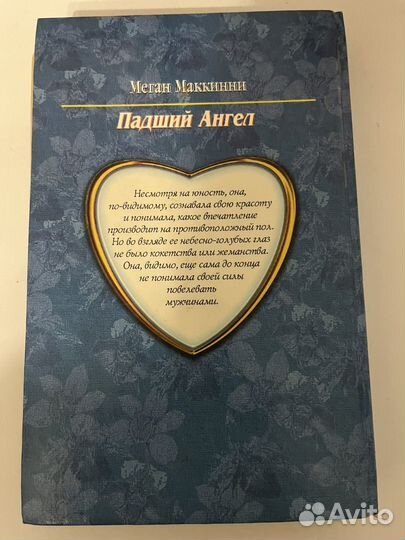 Меган Маккинни
Падший Ангел
Несмотря на юность, она,
по-видимому, сознавала свою красоту
и понимала, какое впечатление
производит на противоположный пол.
Но во взгляде ее небесно-голубых глаз
не было кокетства или жеманства.
Она, видимо, еще сама до конца
не понимала своей силы
повелевать
мужчинами.
Avito